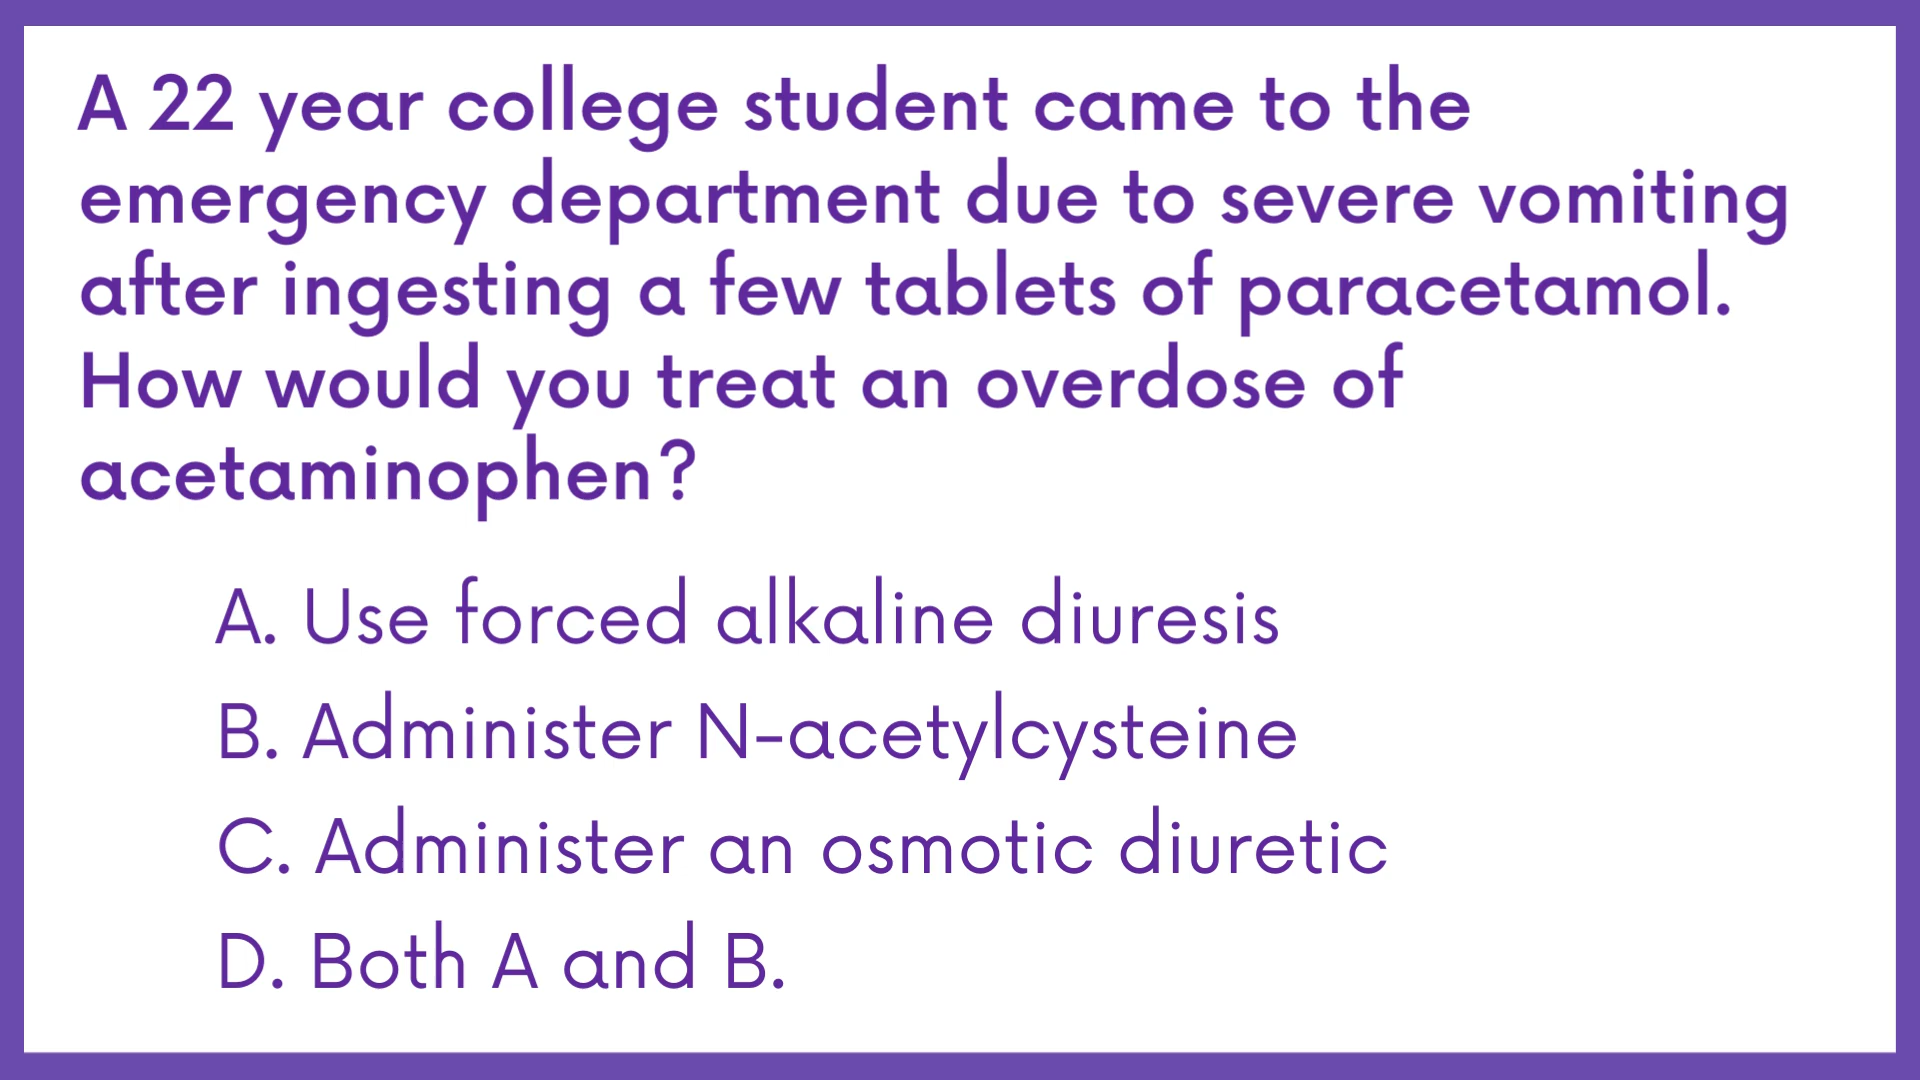 A 22 year college student came to the
emergency department due to severe vomiting
after ingesting a few tablets of paracetamol.
How would you treat an overdose of
acetaminophen?
A. Use forced alkaline diuresis
B. Administer N-acetylcysteine
C. Administer an osmotic diuretic
D. Both A and B.